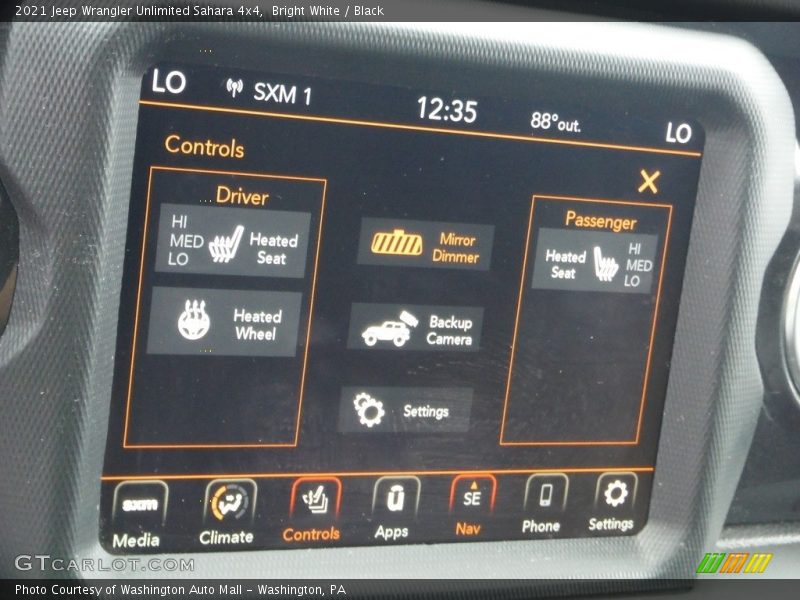 2021 Jeep Wrangler Unlimited Sahara 4x4,  Bright White / Black
LO
SXM 1
12:35
88°out.
LO
Controls
X
Driver
HI
MED
LO
Heated
Seat
Heated
Wheel
Mirror
Dimmer
Backup
Camera
Settings
Passenger
Heated
Seat
HI
MED
LO
sxm
Media
Climate
Controls
Apps
SE
Nav
Phone
Settings
GTCARLOT.COM
Photo Courtesy of Washington Auto Mall - Washington, PA